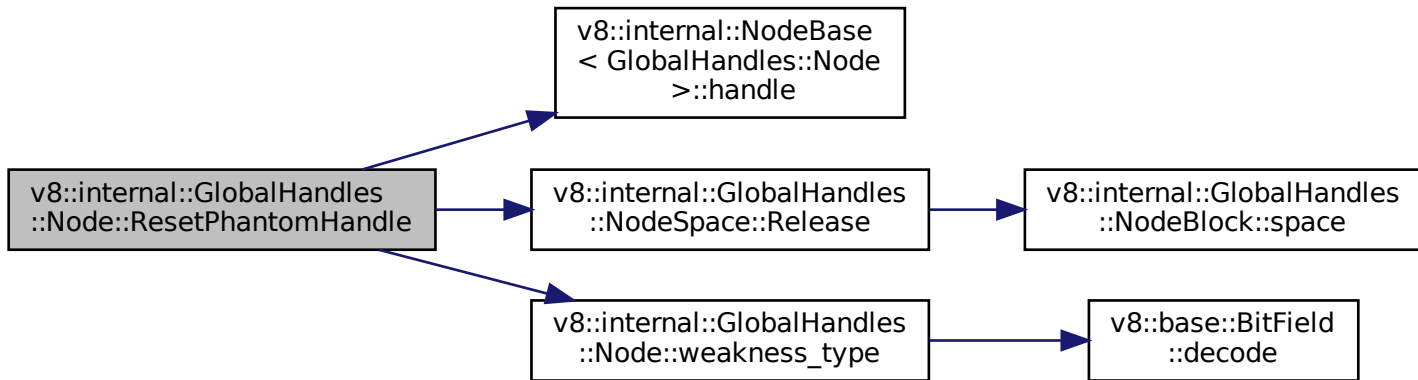 v8::internal::NodeBase
< GlobalHandles::Node
>::handle
v8::internal::GlobalHandles
::Node::ResetPhantomHandle
v8::internal::GlobalHandles
::NodeSpace::Release
v8::internal::GlobalHandles
::NodeBlock::space
v8::internal::GlobalHandles
::Node::weakness_type
v8::base::BitField
::decode